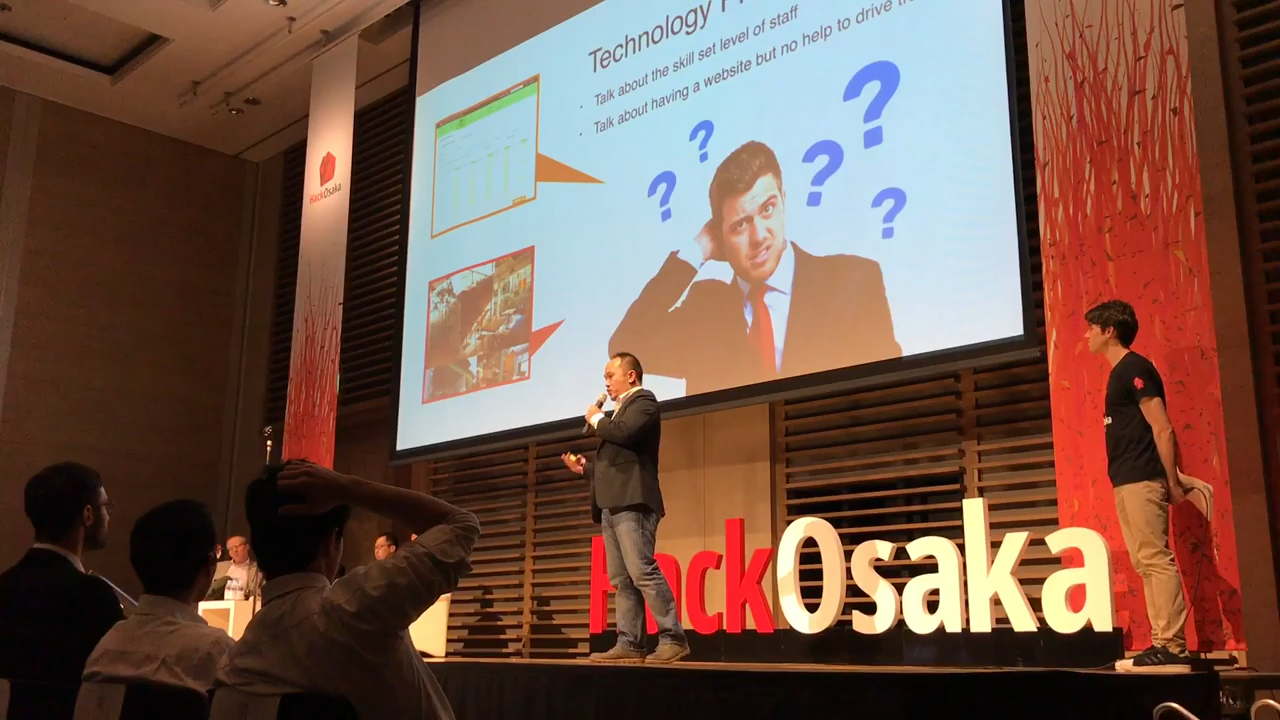 Technology
• Talk about the skill set level of staff
• Talk about having a website but no help to drive
? ? ? ? ?
HackOsaka
HackOsaka